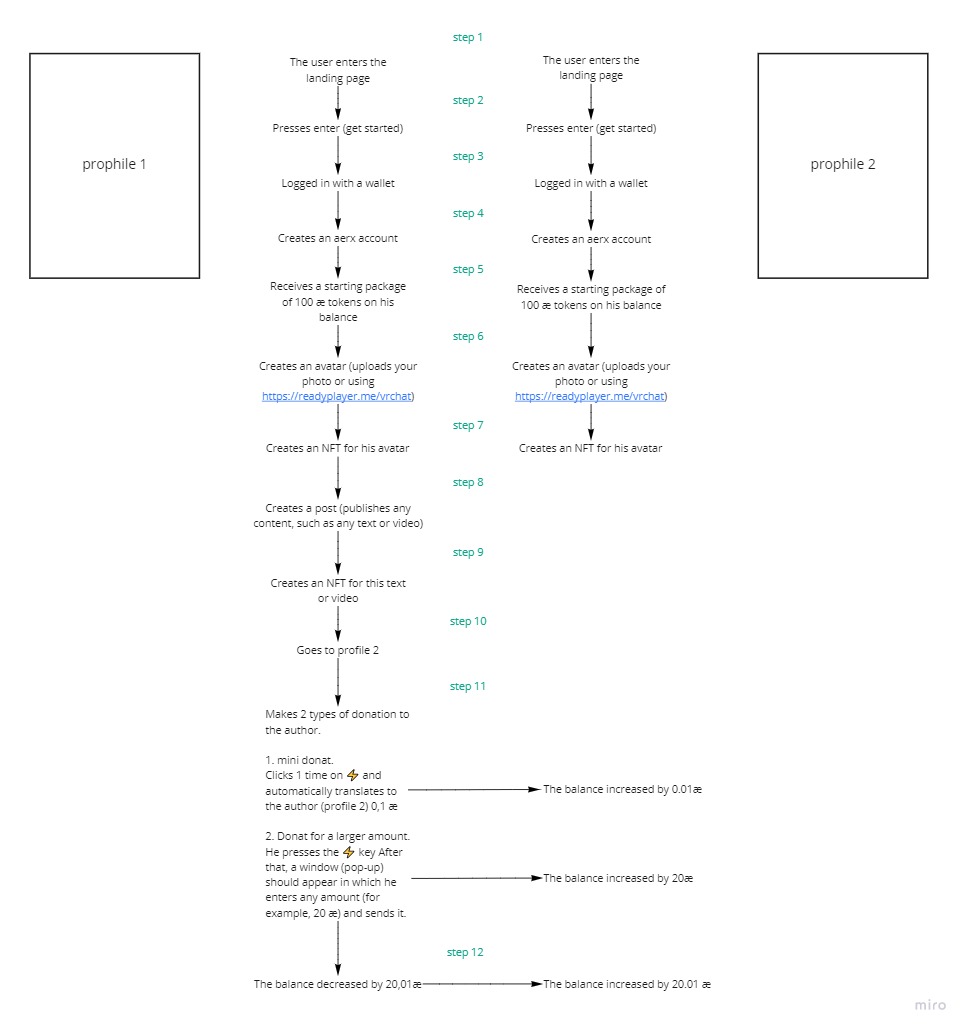 step 1
prophile 1
prophile 2
The user enters the
landing page
The user enters the
landing page
step 2
Presses enter (get started)
Presses enter (get started)
step 3
Logged in with a wallet
Logged in with a wallet
step 4
Creates an aerx account
Creates an aerx account
step 5
Receives a starting package
of 100 æ tokens on his
balance
Receives a starting package of
100 æ tokens on his balance
step 6
Creates an avatar (uploads your
photo or using
https://readyplayer.me/vrchat)
Creates an avatar (uploads your
photo or using
https://readyplayer.me/vrchat)
step 7
Creates an NFT for his avatar
Creates an NFT for his avatar
step 8
Creates a post (publishes any
content, such as any text or video)
step 9
Creates an NFT for this text
or video
step 10
Goes to profile 2
step 11
Makes 2 types of donation to
the author.
1. mini donat.
Clicks 1 time on ⚡ and
automatically translates to
the author (profile 2) 0,1 æ
The balance increased by 0.01æ
2. Donat for a larger amount.
He presses the ⚡ key After
that, a window (pop-up)
should appear in which he
enters any amount (for
example, 20 æ) and sends it.
The balance increased by 20æ
step 12
The balance decreased by 20,01æ
The balance increased by 20.01 æ
miro